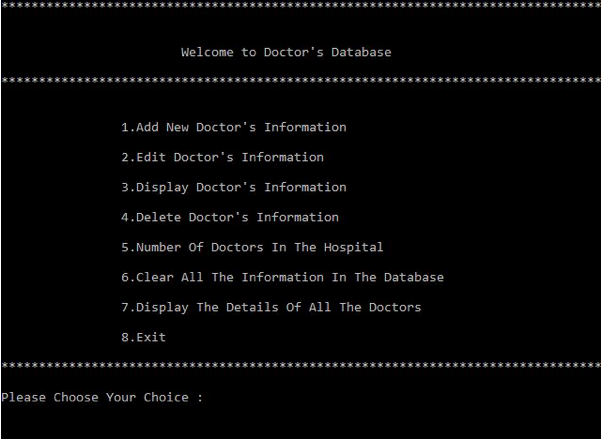 ********************************************************************************
Welcome to Doctor's Database
********************************************************************************
1.Add New Doctor's Information
2.Edit Doctor's Information
3.Display Doctor's Information
4.Delete Doctor's Information
5.Number Of Doctors In The Hospital
6.Clear All The Information In The Database
7.Display The Details Of All The Doctors
8.Exit
********************************************************************************
Please Choose Your Choice :